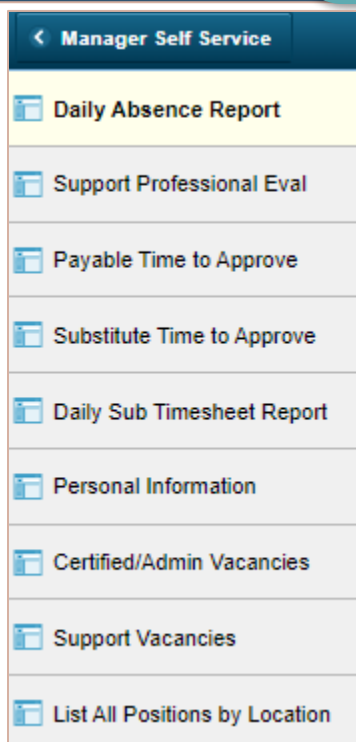 Manager Self Service
Daily Absence Report
Support Professional Eval
Payable Time to Approve
Substitute Time to Approve
Daily Sub Timesheet Report
Personal Information
Certified/Admin Vacancies
Support Vacancies
List All Positions by Location